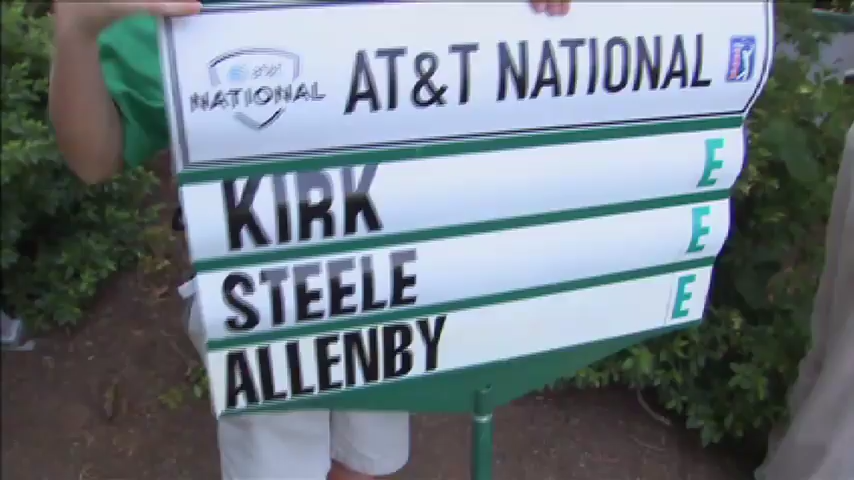 NATIONAL AT&T NATIONAL
KIRK E
STEELE E
ALLENBY E